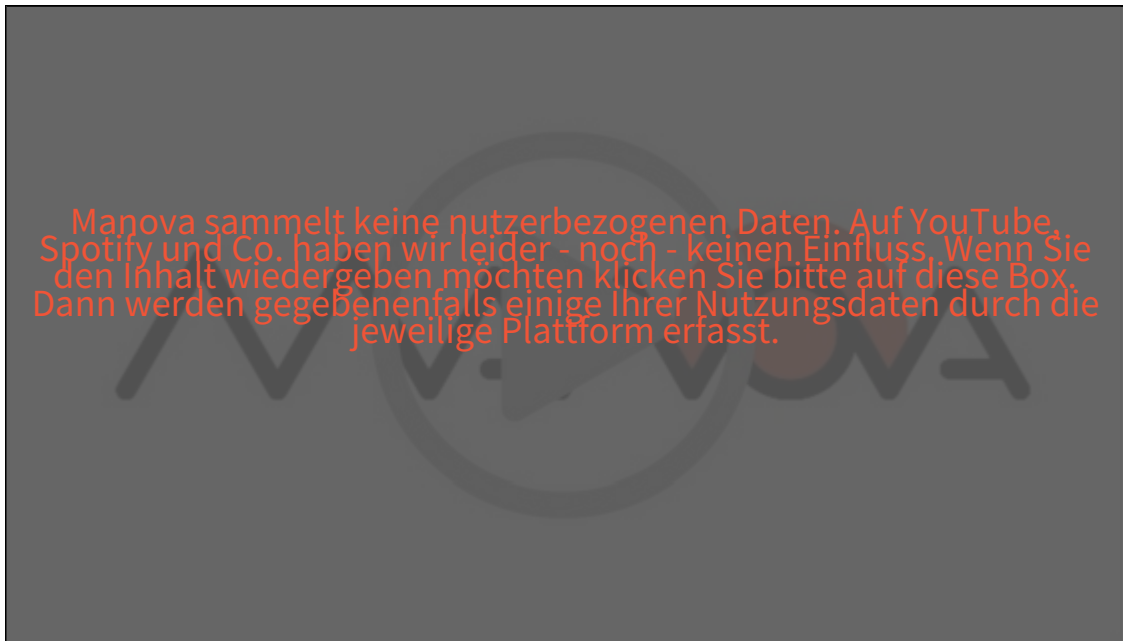 Manova sammelt keine nutzerbezogenen Daten. Auf YouTube,
Spotify und Co. haben wir leider - noch - keinen Einfluss. Wenn Sie
den Inhalt wiedergeben möchten klicken Sie bitte auf diese Box.
Dann werden gegebenenfalls einige Ihrer Nutzungsdaten durch die
jeweilige Plattform erfasst.
MANOVA